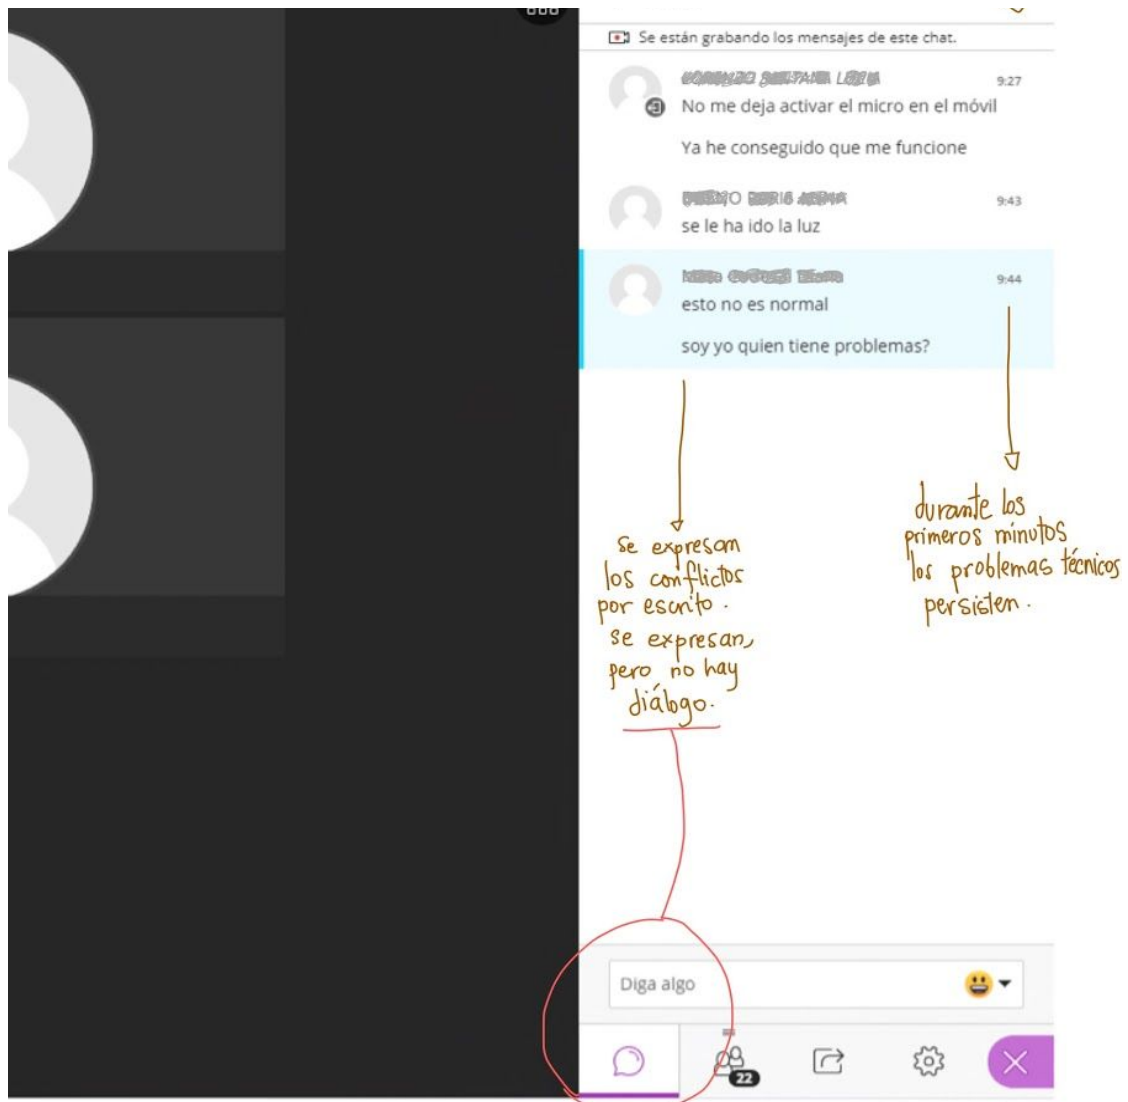 Se están grabando los mensajes de este chat.
9:27
No me deja activar el micro en el móvil
Ya he conseguido que me funcione
9:43
se le ha ido la luz
9:44
esto no es normal
soy yo quien tiene problemas?
se expresan
los conflictos
por escrito.
se expresan,
pero no hay
diálogo.
durante los
primeros minutos
los problemas técnicos
persisten.
Diga algo
22